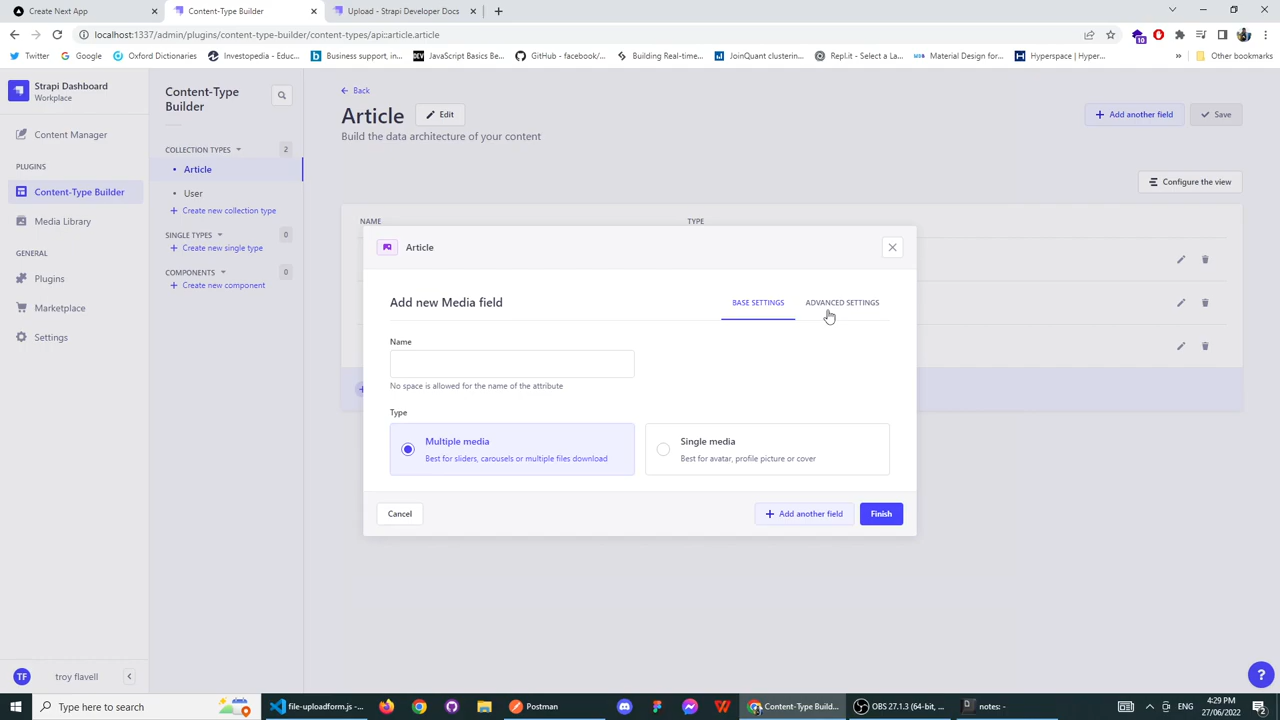 Create Next App
Content-Type Builder
Upload - Strapi Developer Docs
localhost:1337/admin/plugins/content-type-builder/content-types/api::article.article
10
Twitter
Google
Oxford Dictionaries
Investopedia - Educ...
Business support, in...
DEV
JavaScript Basics Be...
GitHub - facebook/...
Building Real-time...
JoinQuant clusterin...
Repl.it - Select a La...
Material Design for...
Hyperspace | Hyper...
»
Other bookmarks
Strapi Dashboard
Workplace
Content Manager
PLUGINS
Content-Type Builder
Media Library
GENERAL
Plugins
Marketplace
Settings
TF
troy flavell
Content-Type
Builder
COLLECTION TYPES
2
Article
User
Create new collection type
SINGLE TYPES
0
Create new single type
COMPONENTS
0
Create new component
Back
Article
Edit
Build the data architecture of your content
Add another field
Save
Configure the view
NAME
TYPE
Article
Add new Media field
BASE SETTINGS
ADVANCED SETTINGS
Name
No space is allowed for the name of the attribute
Type
Multiple media
Best for sliders, carousels or multiple files download
Single media
Best for avatar, profile picture or cover
Cancel
Add another field
Finish
?
Type here to search
file-uploadform.js - ...
Postman
Content-Type Build...
OBS 27.1.3 (64-bit, ...
notes: -
ENG
4:29 PM
27/06/2022
2